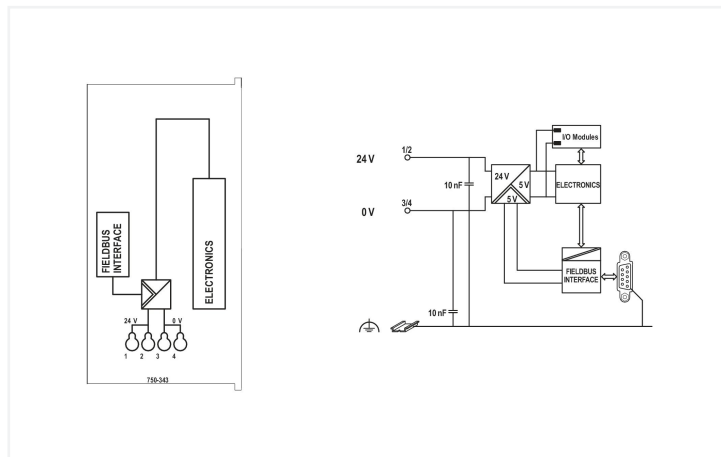 FIELDBUS
INTERFACE
ELECTRONICS
24 V
0 V
1
2
3
4
750-343
24 V
1/2
0 V
3/4
10 nF
10 nF
24 V
5 V
5 V
I/O Modules
ELECTRONICS
FIELDBUS
INTERFACE